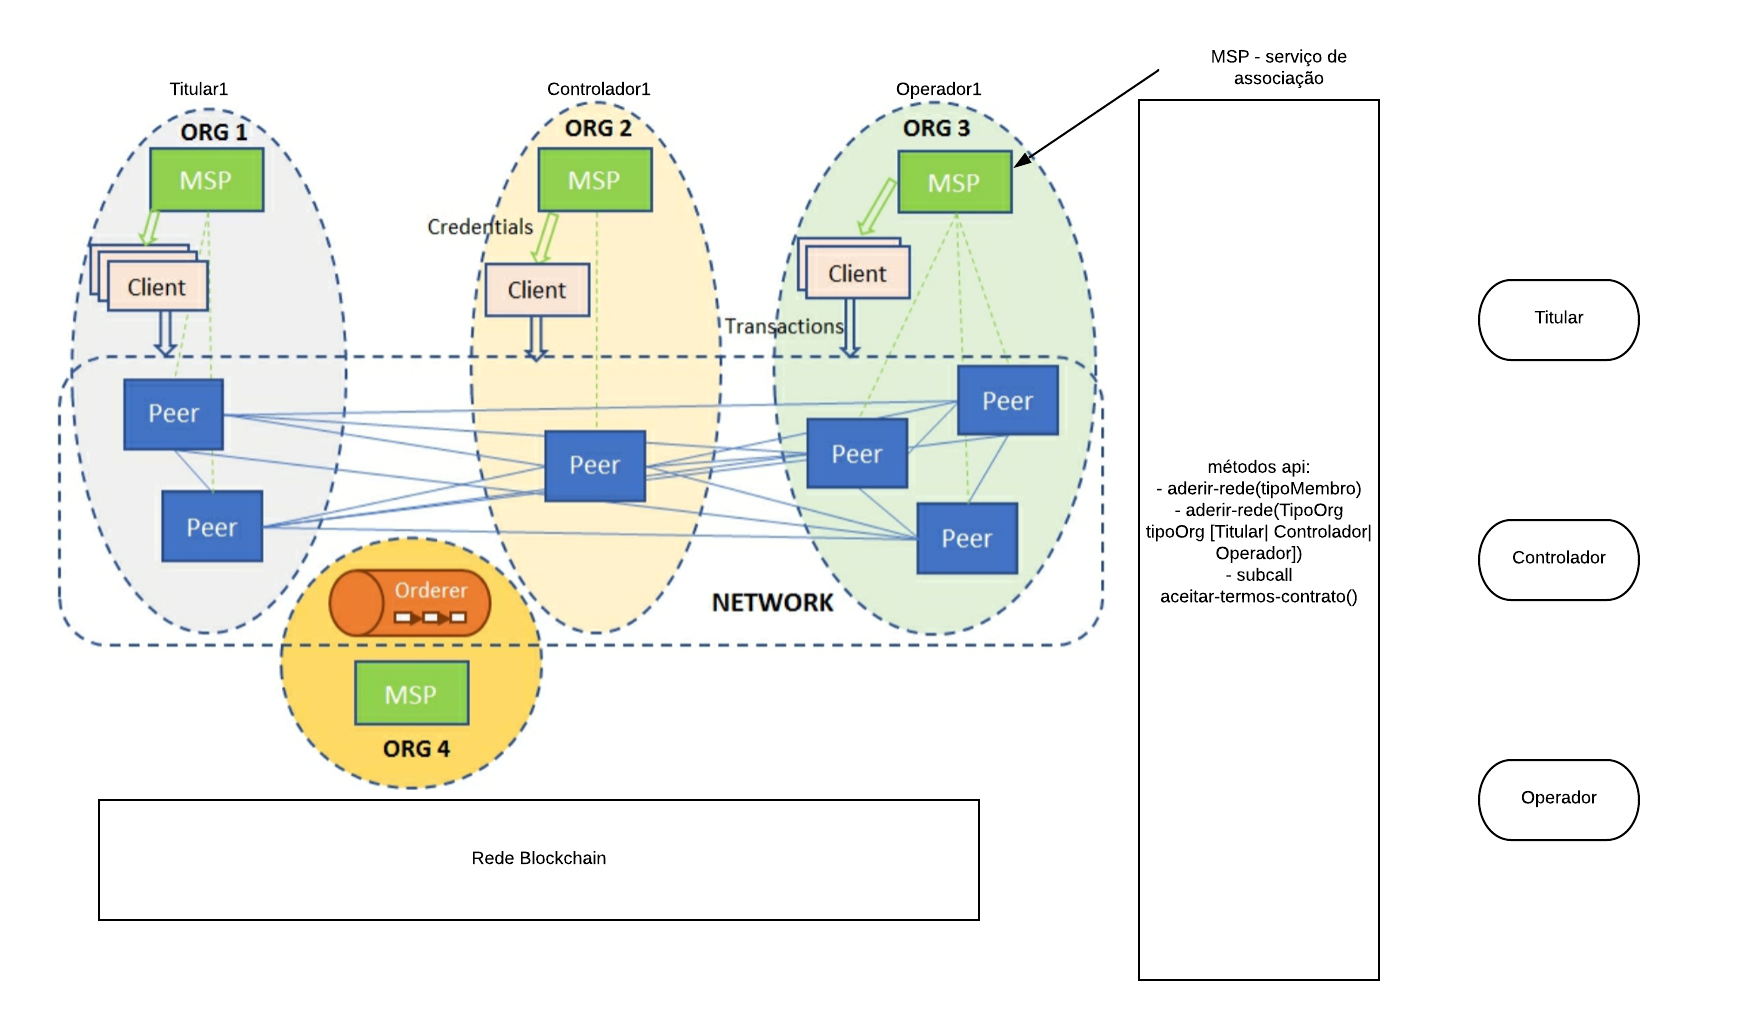 MSP - serviço de
associação
Titular1
Controlador1
Operador1
ORG 1
ORG 2
ORG 3
MSP
MSP
MSP
Credentials
Client
Client
Client
Transactions
Peer
Peer
Peer
Peer
Peer
Peer
Orderer
NETWORK
MSP
ORG 4
Rede Blockchain
métodos api:
- aderir-rede(tipoMembro)
- aderir-rede(TipoOrg
tipoOrg [Titular| Controlador|
Operador])
- subcall
aceitar-termos-contrato()
Titular
Controlador
Operador